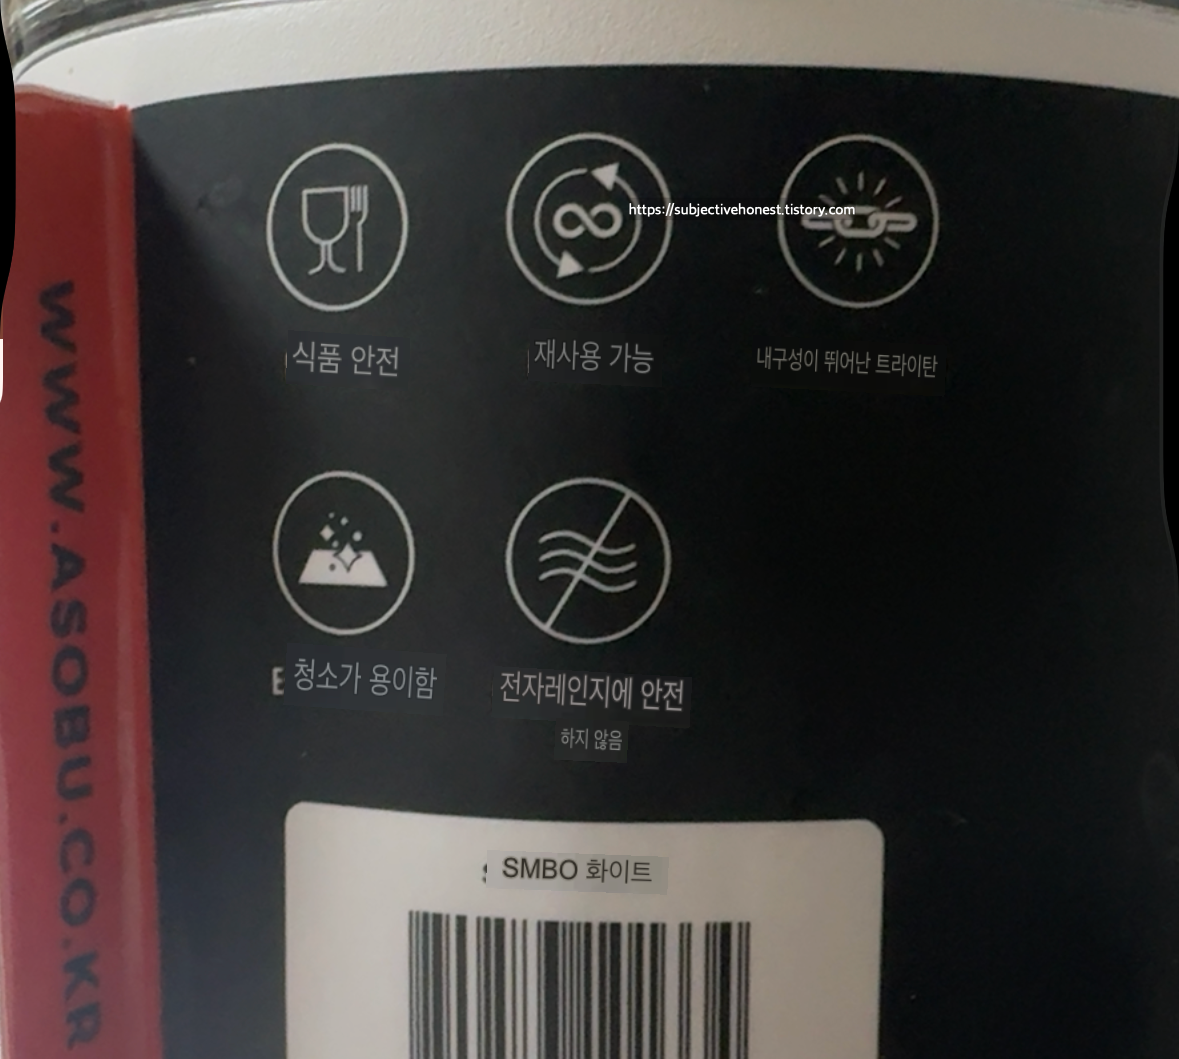 https://subjectivehonest.tistory.com
식품 안전
재사용 가능
내구성이 뛰어난 트라이탄
청소가 용이함
전자레인지에 안전
하지 않음
SMBO 화이트
WWW.ASOBU.CO.KR